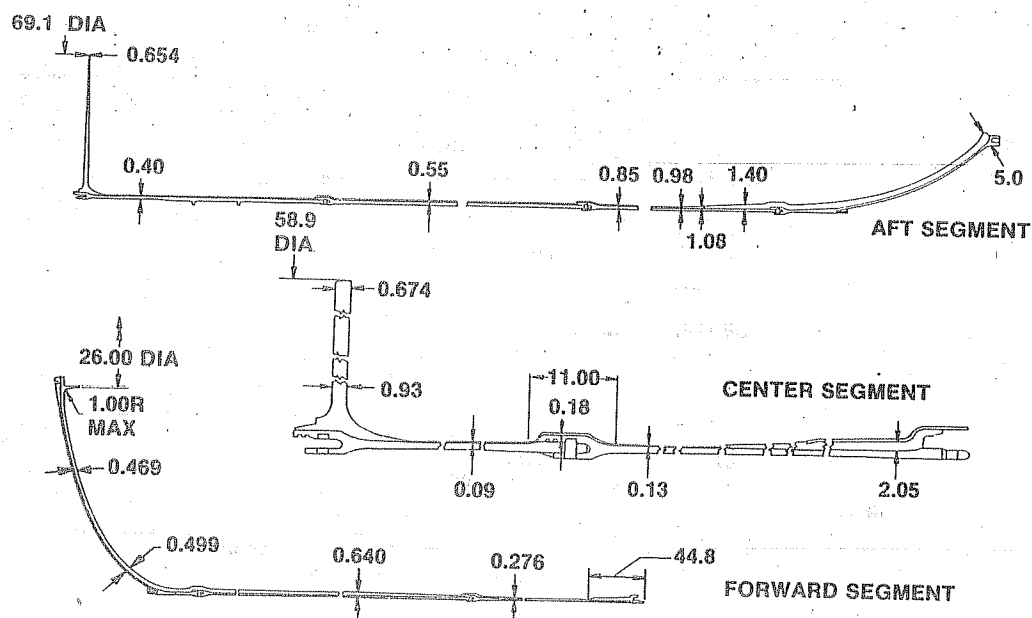 69.1 DIA
0.654
0.40
0.55
0.85
0.98
1.40
1.08
5.0
AFT SEGMENT
58.9
DIA
0.674
0.93
11.00
0.18
CENTER SEGMENT
0.09
0.13
2.05
26.00 DIA
1.00R
MAX
0.469
0.499
0.640
0.276
44.8
FORWARD SEGMENT